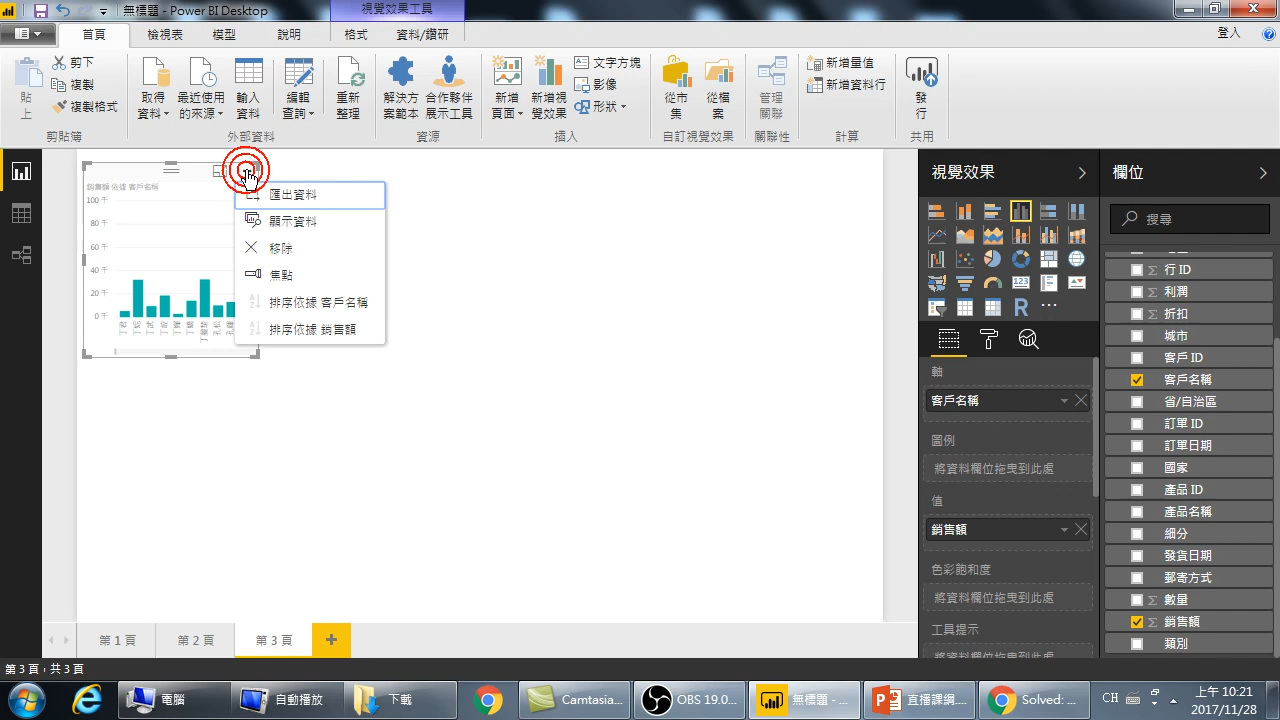 無標題 - Power BI Desktop
視覺效果工具
首頁
檢視表
模型
說明
格式
資料/鑽研
登入
貼上
剪下
複製
複製格式
剪貼簿
取得資料
最近使用的來源
輸入資料
編輯查詢
重新整理
外部資料
解決方案範本
合作夥伴展示工具
資源
新增頁面
新增視覺效果
文字方塊
影像
形狀
插入
從市集
從檔案
自訂視覺效果
管理關聯
關聯性
新增量值
新增資料行
計算
發行
共用
銷售額 依據 客戶名稱
100 千
80 千
60 千
40 千
20 千
0 千
匯出資料
顯示資料
移除
焦點
排序依據 客戶名稱
排序依據 銷售額
視覺效果
軸
客戶名稱
圖例
將資料欄位拖曳到此處
值
銷售額
色彩飽和度
將資料欄位拖曳到此處
工具提示
將資料欄位拖曳到此處
欄位
搜尋
行 ID
利潤
折扣
城市
客戶 ID
客戶名稱
省/自治區
訂單 ID
訂單日期
國家
產品 ID
產品名稱
細分
發貨日期
郵寄方式
數量
銷售額
類別
第 1 頁
第 2 頁
第 3 頁
第 3 頁，共 3 頁
電腦
自動播放
下載
Camtasia...
OBS 19.0...
無標題 - ...
直播課網....
Solved: ...
CH
上午 10:21
2017/11/28